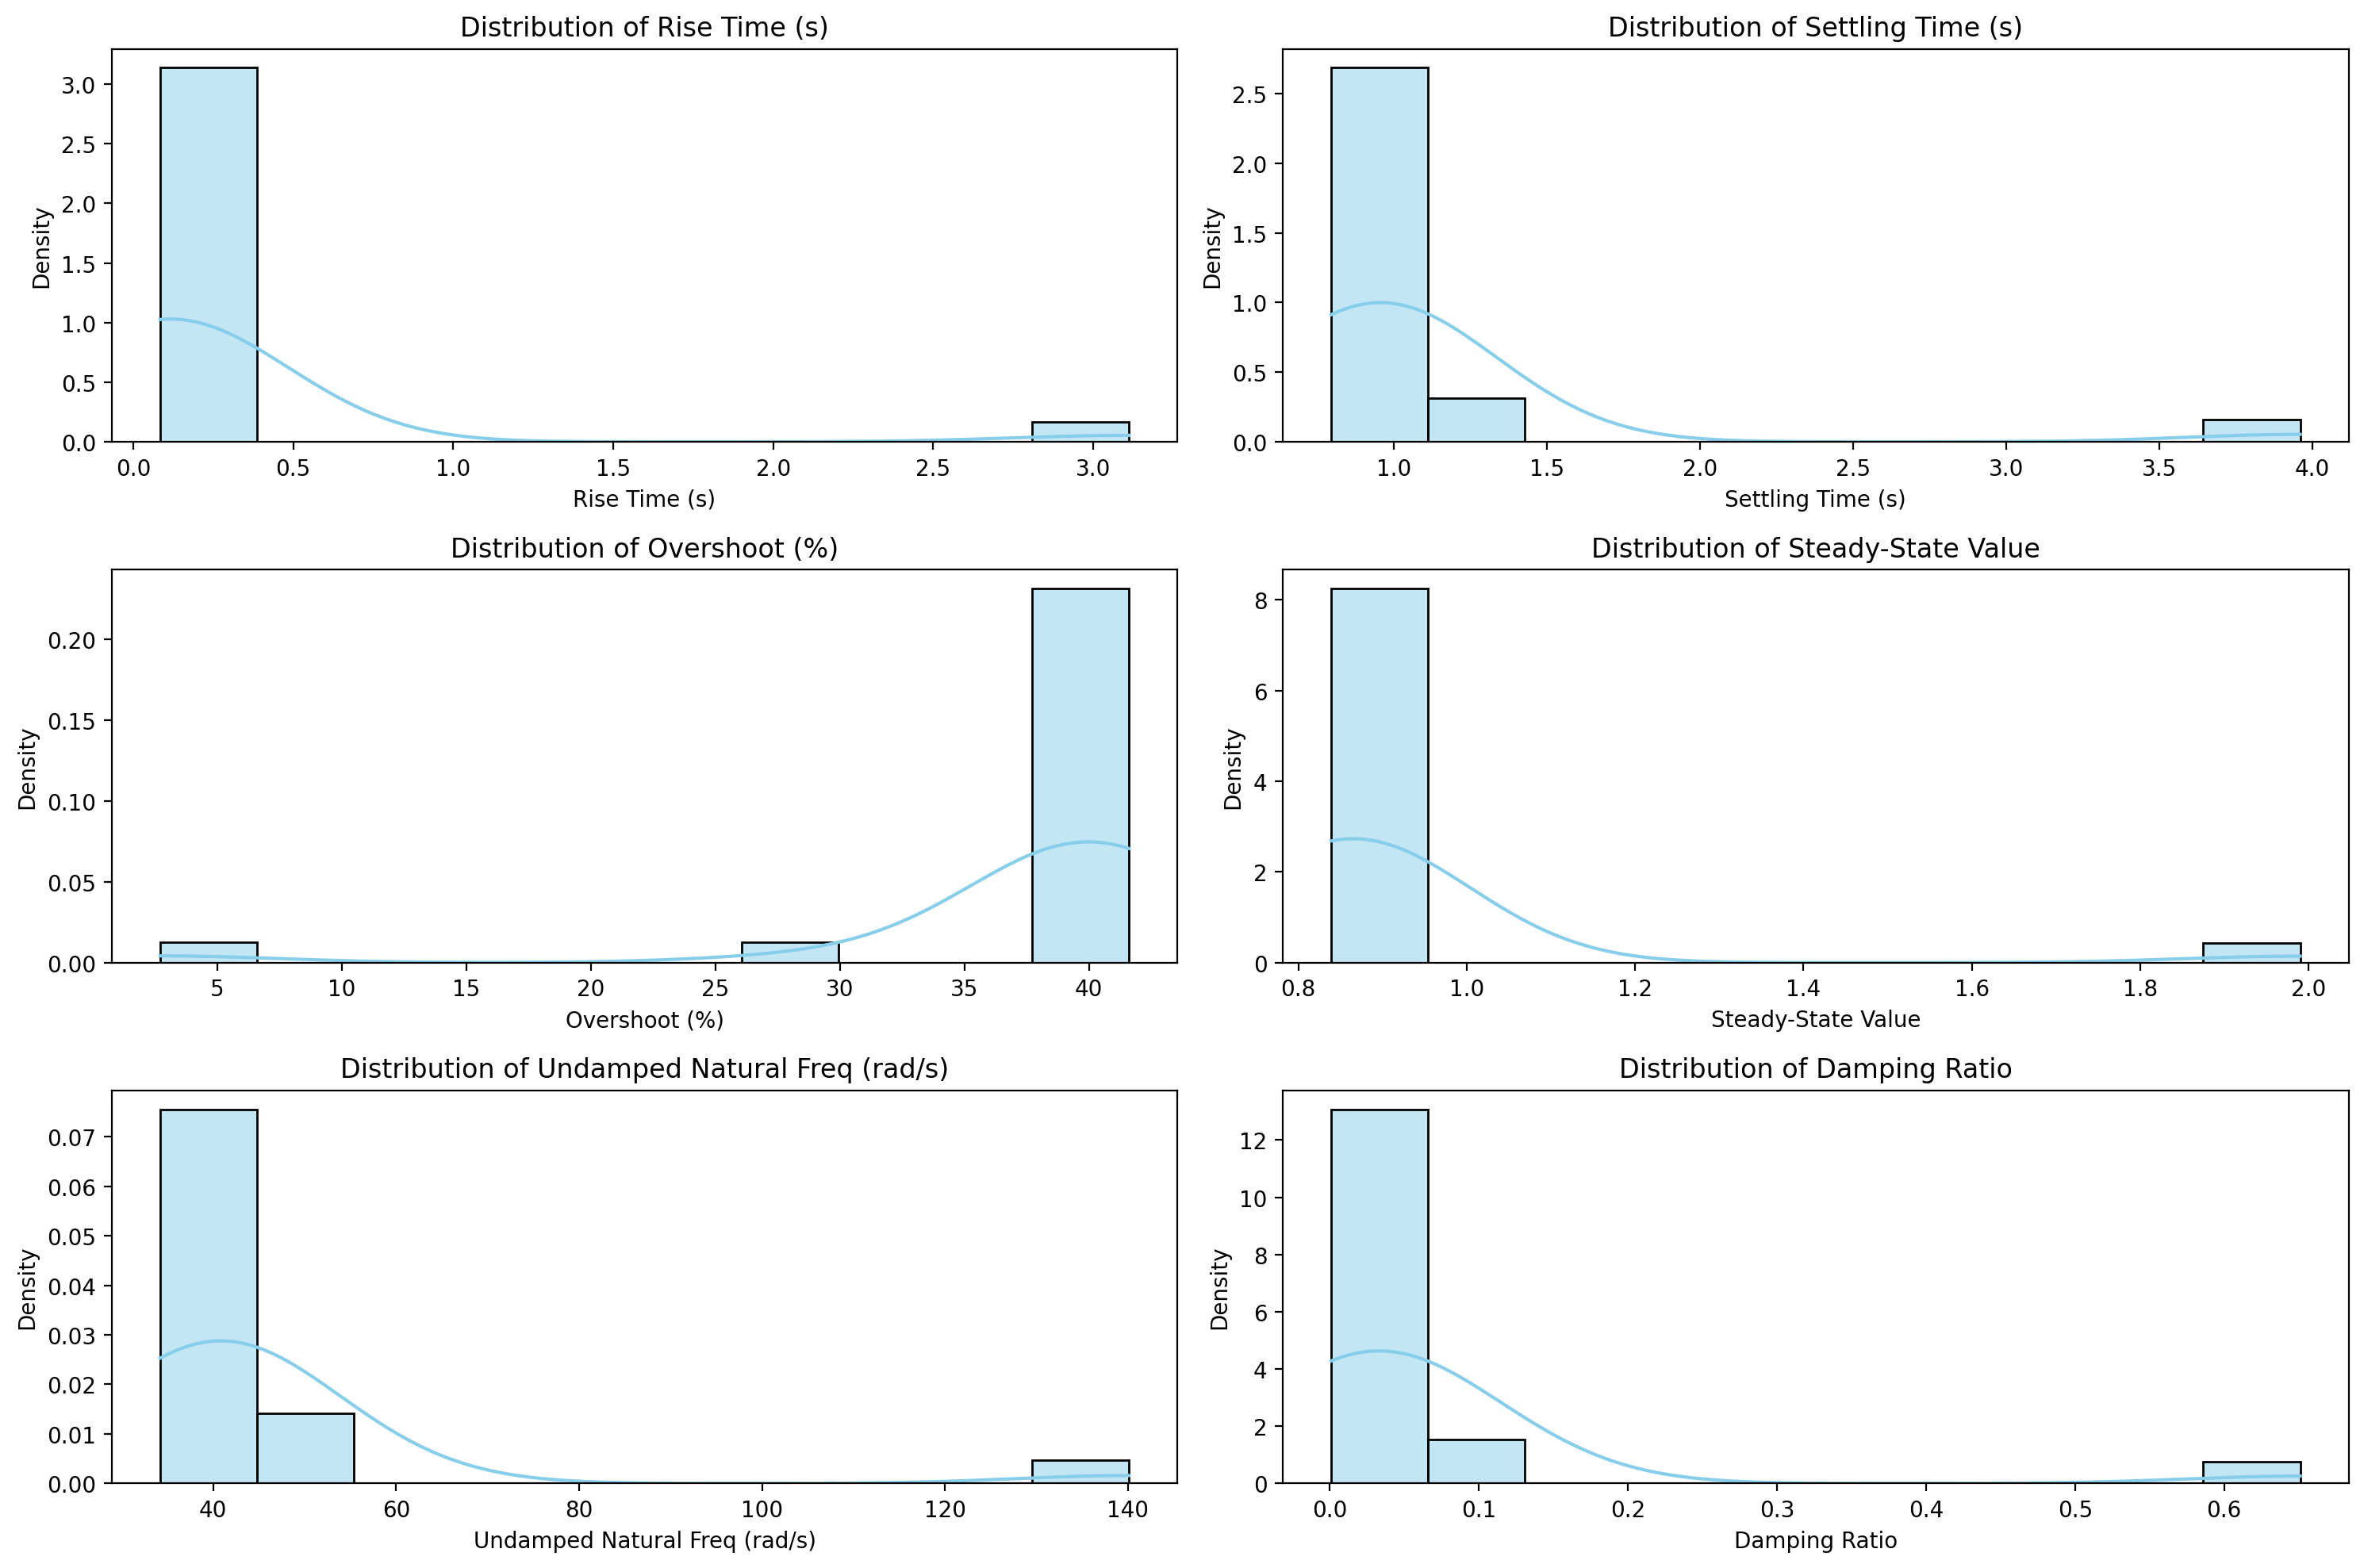 Distribution of Rise Time (s)
Density
3.0
2.5
2.0
1.5
1.0
0.5
0.0
0.0 0.5 1.0 1.5 2.0 2.5 3.0
Rise Time (s)
Distribution of Settling Time (s)
Density
2.5
2.0
1.5
1.0
0.5
0.0
1.0 1.5 2.0 2.5 3.0 3.5 4.0
Settling Time (s)
Distribution of Overshoot (%)
Density
0.20
0.15
0.10
0.05
0.00
5 10 15 20 25 30 35 40
Overshoot (%)
Distribution of Steady-State Value
Density
8
6
4
2
0
0.8 1.0 1.2 1.4 1.6 1.8 2.0
Steady-State Value
Distribution of Undamped Natural Freq (rad/s)
Density
0.07
0.06
0.05
0.04
0.03
0.02
0.01
0.00
40 60 80 100 120 140
Undamped Natural Freq (rad/s)
Distribution of Damping Ratio
Density
12
10
8
6
4
2
0
0.0 0.1 0.2 0.3 0.4 0.5 0.6
Damping Ratio